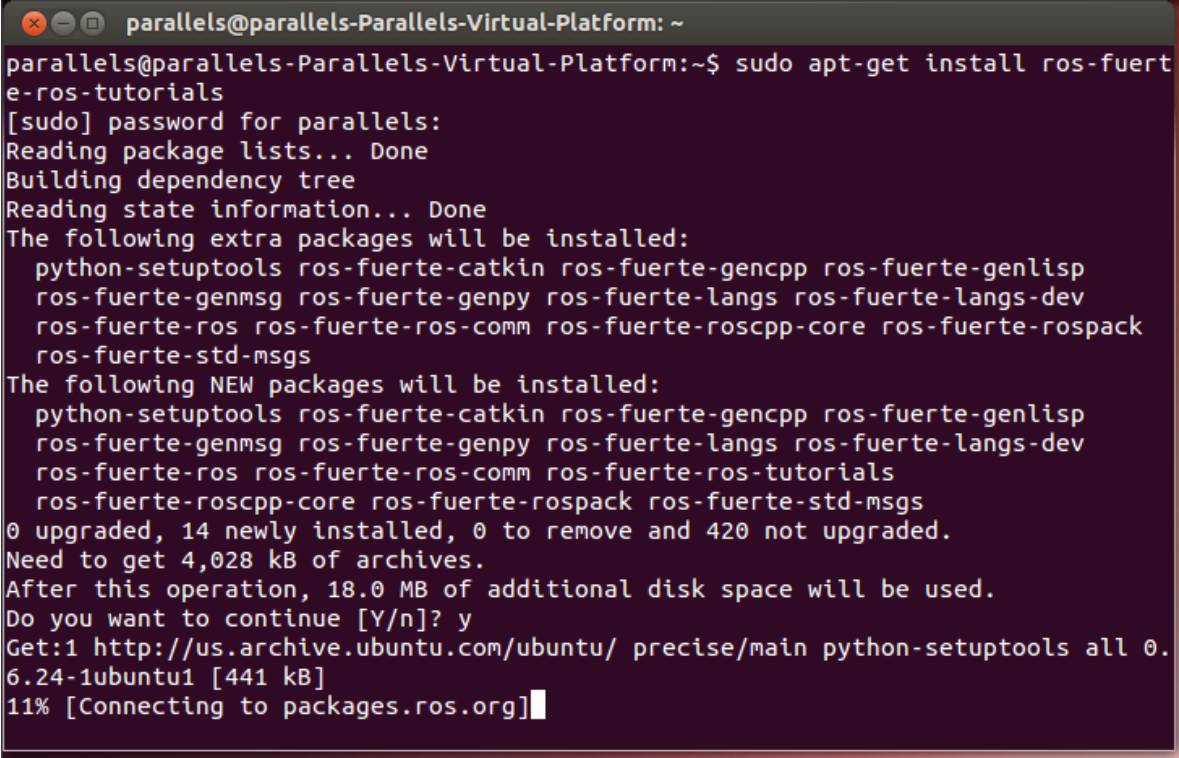 parallels@parallels-Parallels-Virtual-Platform: ~
parallels@parallels-Parallels-Virtual-Platform:~$ sudo apt-get install ros-fuert
e-ros-tutorials
[sudo] password for parallels:
Reading package lists... Done
Building dependency tree
Reading state information... Done
The following extra packages will be installed:
  python-setuptools ros-fuerte-catkin ros-fuerte-gencpp ros-fuerte-genlisp
  ros-fuerte-genmsg ros-fuerte-genpy ros-fuerte-langs ros-fuerte-langs-dev
  ros-fuerte-ros ros-fuerte-ros-comm ros-fuerte-roscpp-core ros-fuerte-rospack
  ros-fuerte-std-msgs
The following NEW packages will be installed:
  python-setuptools ros-fuerte-catkin ros-fuerte-gencpp ros-fuerte-genlisp
  ros-fuerte-genmsg ros-fuerte-genpy ros-fuerte-langs ros-fuerte-langs-dev
  ros-fuerte-ros ros-fuerte-ros-comm ros-fuerte-ros-tutorials
  ros-fuerte-roscpp-core ros-fuerte-rospack ros-fuerte-std-msgs
0 upgraded, 14 newly installed, 0 to remove and 420 not upgraded.
Need to get 4,028 kB of archives.
After this operation, 18.0 MB of additional disk space will be used.
Do you want to continue [Y/n]? y
Get:1 http://us.archive.ubuntu.com/ubuntu/ precise/main python-setuptools all 0.
6.24-1ubuntu1 [441 kB]
11% [Connecting to packages.ros.org]